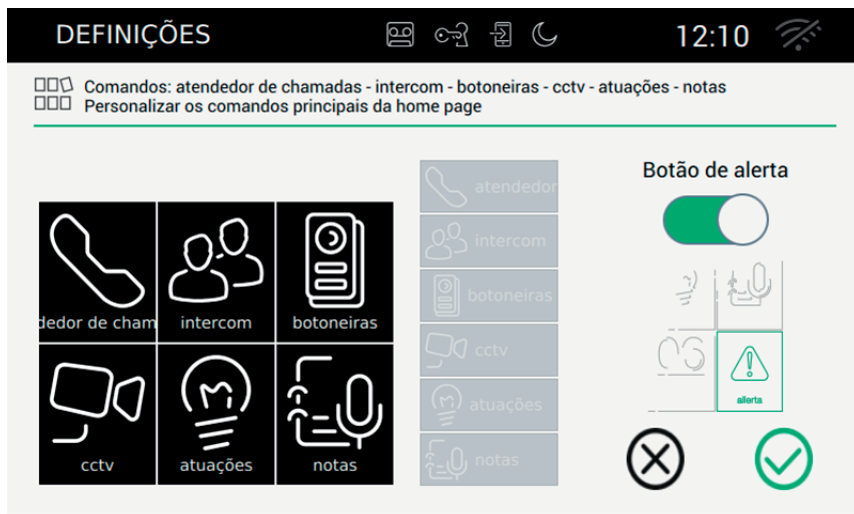 DEFINIÇÕES
12:10
Comandos: atendedor de chamadas - intercom - botoneiras - cctv - atuações - notas
Personalizar os comandos principais da home page
dedor de cham
intercom
botoneiras
cctv
atuações
notas
atendedor
intercom
botoneiras
cctv
atuações
notas
Botão de alerta
allerta